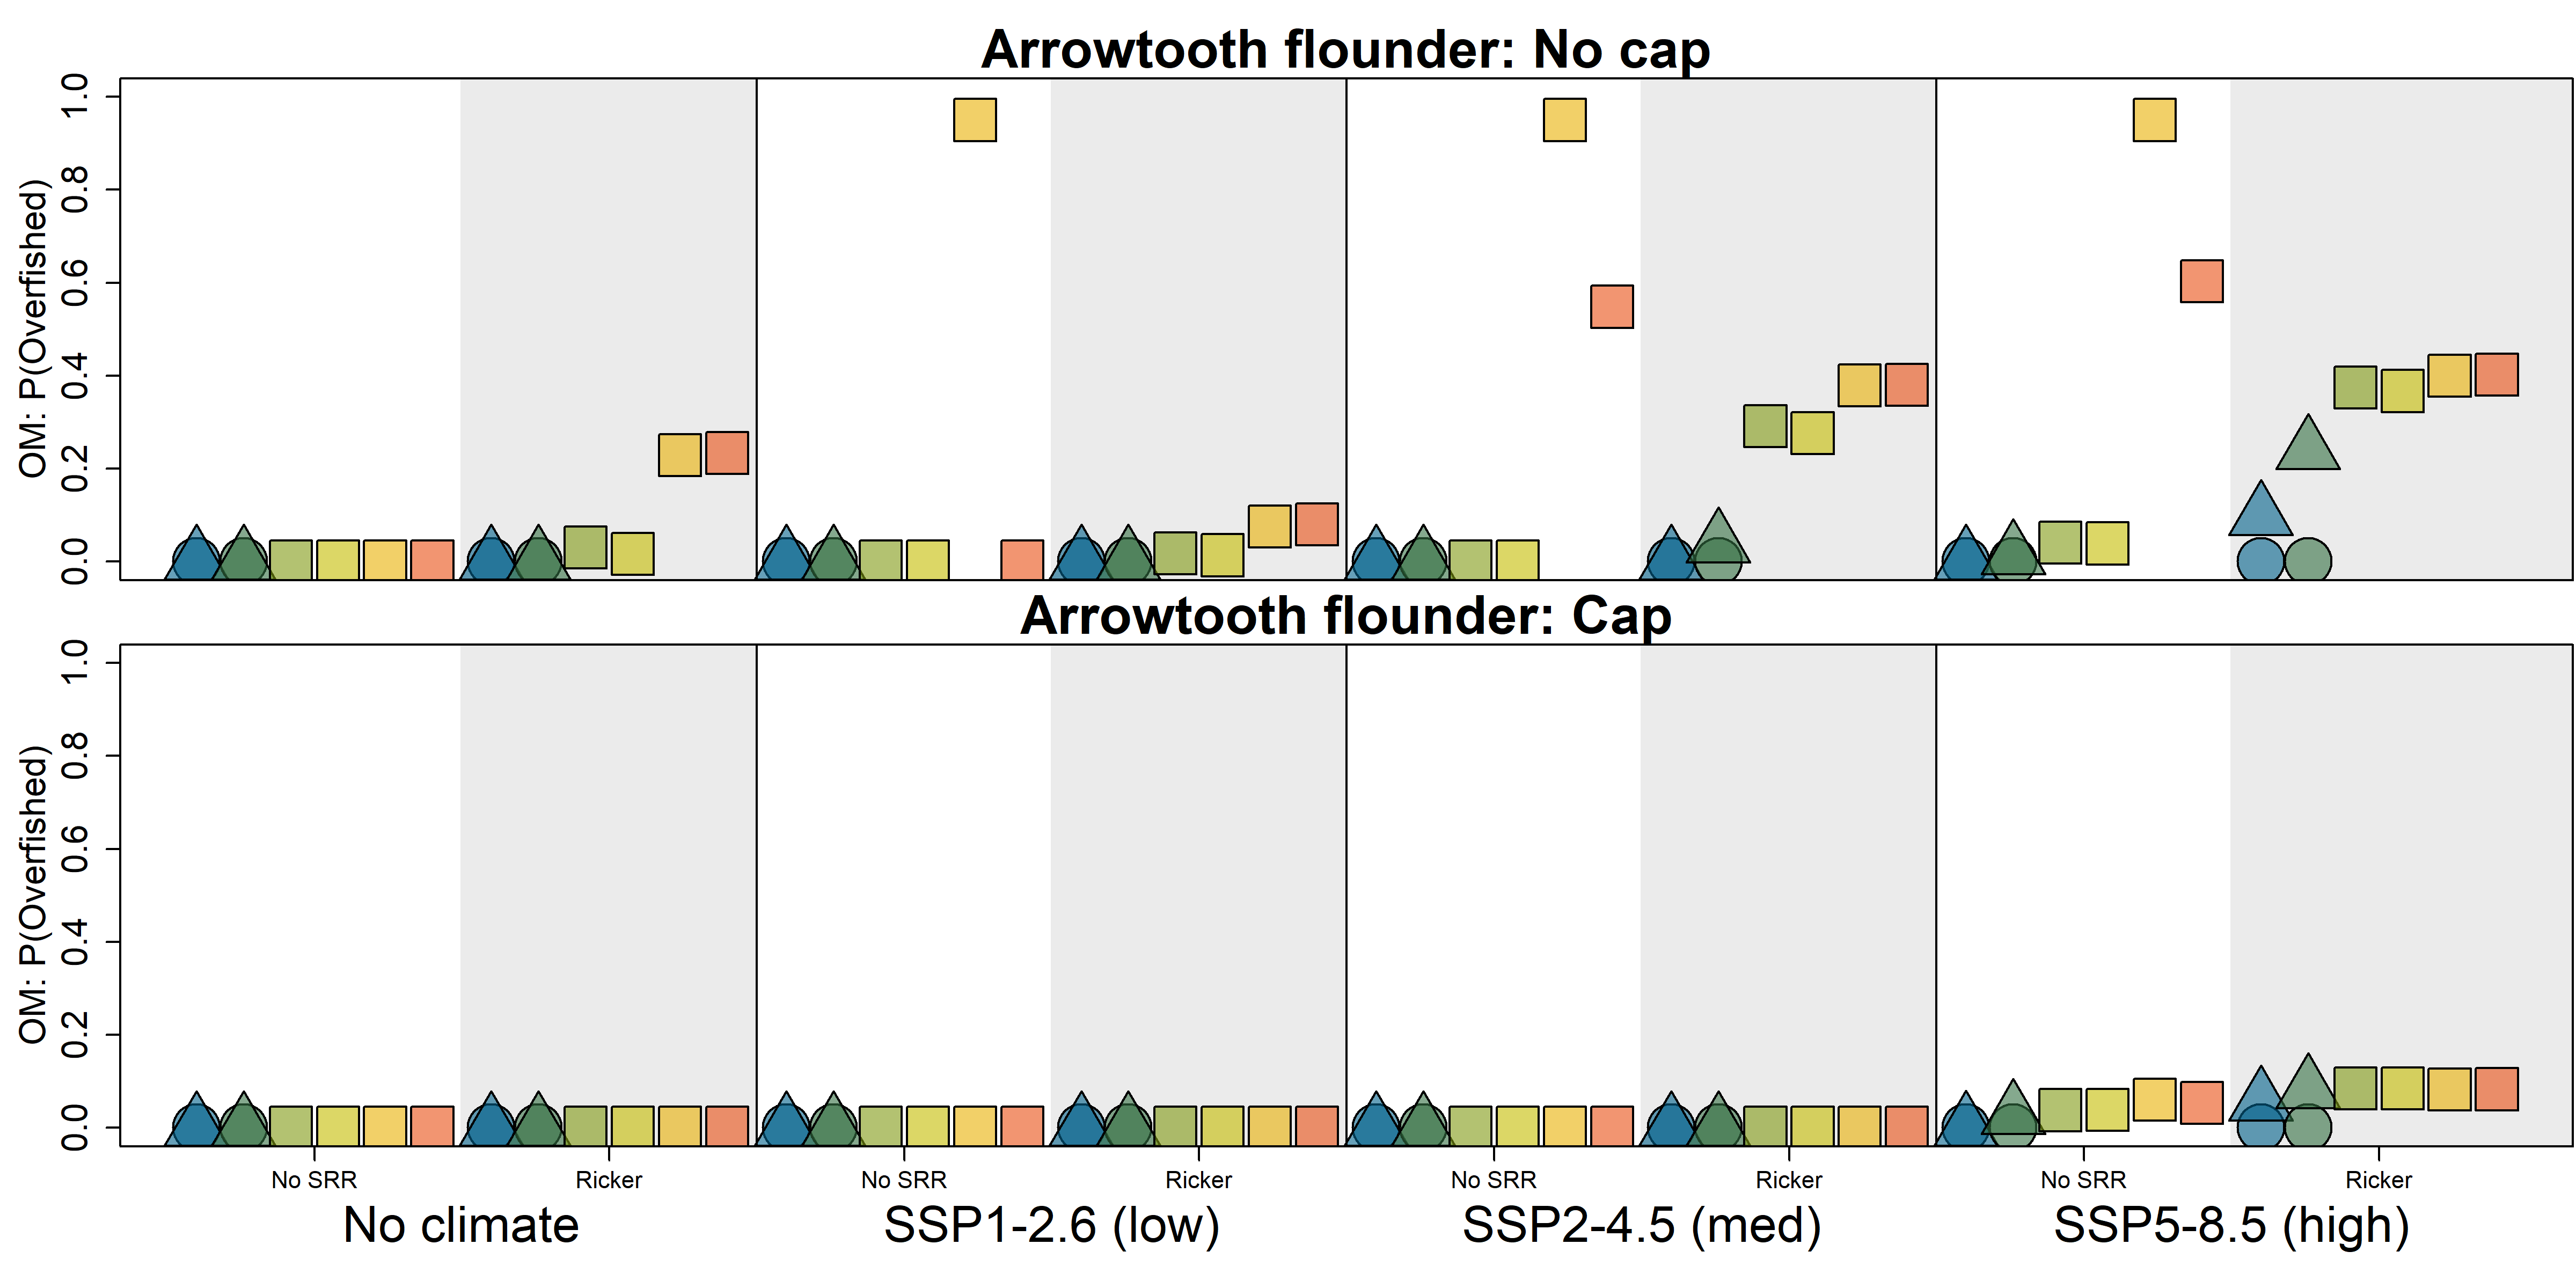 Arrowtooth flounder: No cap
OM: P(Overfished)
1.0
0.8
0.6
0.4
0.2
0.0
Arrowtooth flounder: Cap
OM: P(Overfished)
1.0
0.8
0.6
0.4
0.2
0.0
No SRR Ricker No SRR Ricker No SRR Ricker No SRR Ricker
No climate SSP1-2.6 (low) SSP2-4.5 (med) SSP5-8.5 (high)